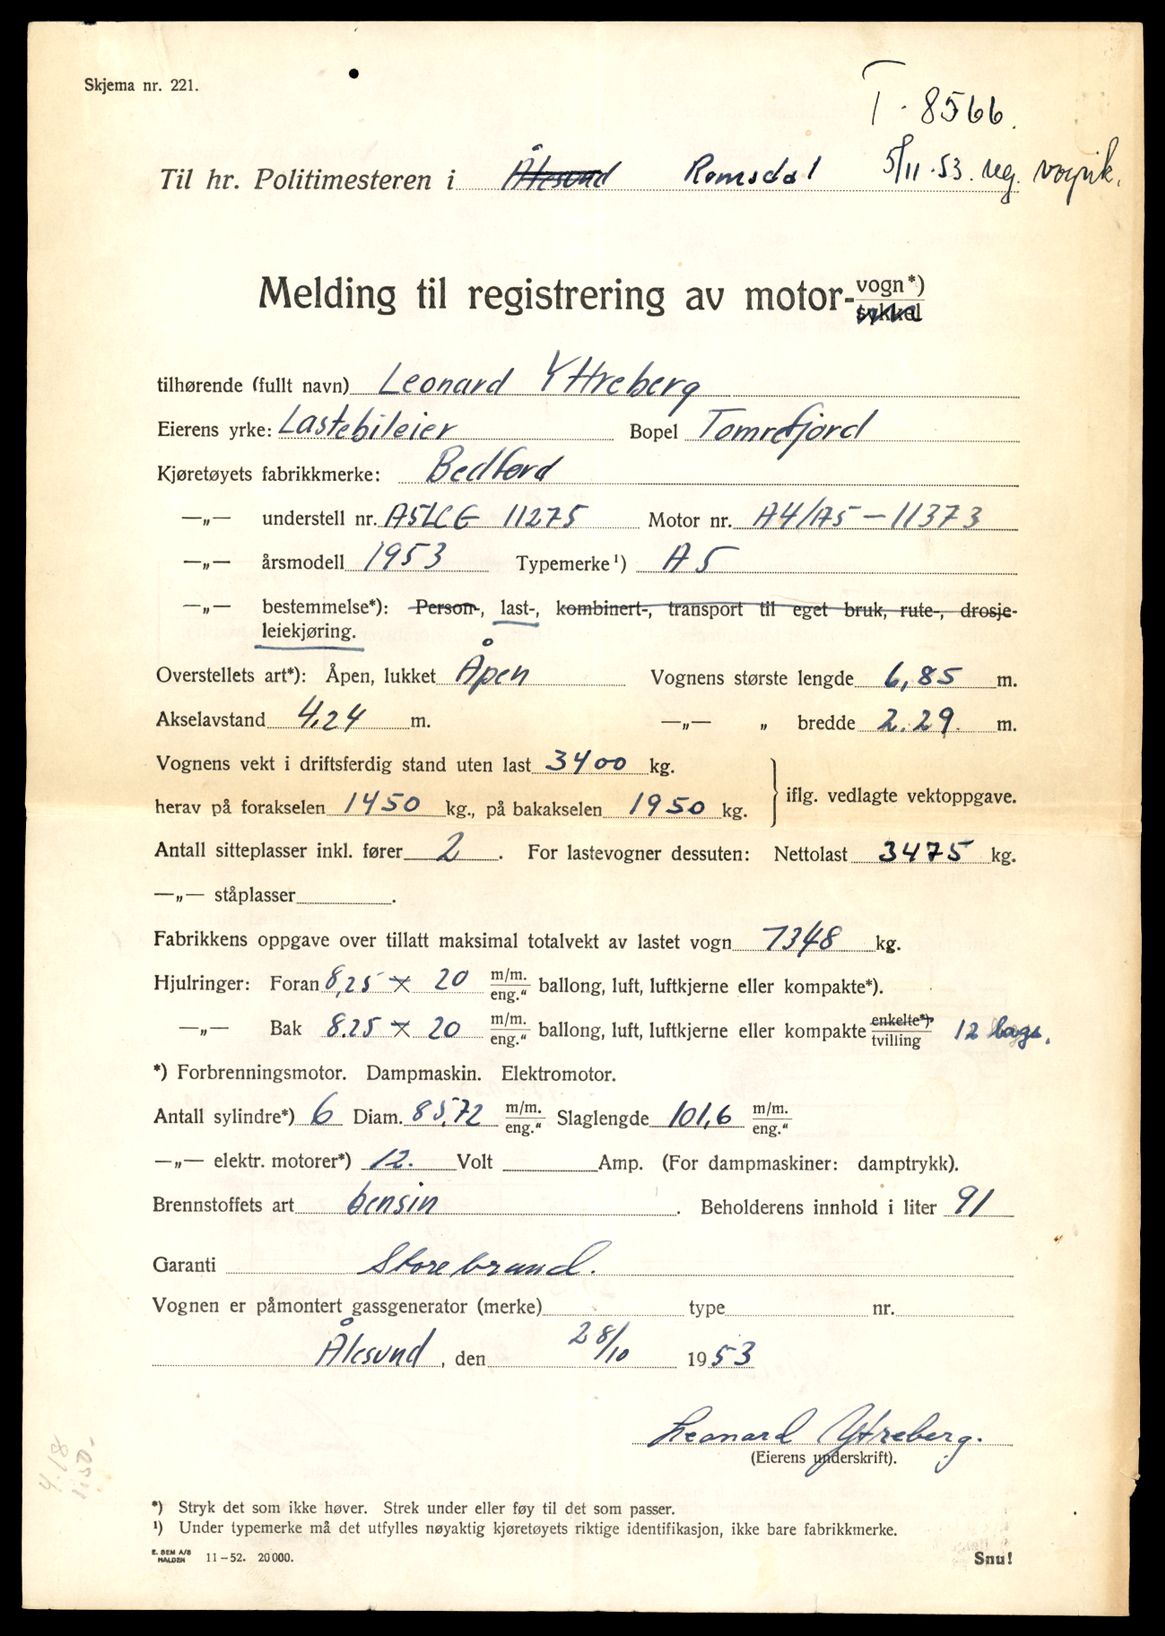 Skjema nr. 221.
T - 8566.
Til hr. Politimesteren i Ålesund Romsdal 5/11-53. reg. vognk.
Melding til registrering av motor- vogn*)
sykkel
tilhørende (fullt navn) Leonard Yttreberg
Eierens yrke: Lastebileier Bopel Tomrefjord
Kjøretøyets fabrikkmerke: Bedford
—„— understell nr. A5LCG 11275 Motor nr. A4/A5-11373
—„— årsmodell 1953 Typemerke¹) A5
—„— bestemmelse*): Person-, last-, kombinert-, transport til eget bruk, rute-, drosje-
leiekjøring.
Overstellets art*): Åpen, lukket Åpen Vognens største lengde 6,85 m.
Akselavstand 4.24 m. —„— „ bredde 2.29. m.
Vognens vekt i driftsferdig stand uten last 3400 kg.
herav på forakselen 1450 kg., på bakakselen 1950 kg. iflg. vedlagte vektoppgave.
Antall sitteplasser inkl. fører 2. For lastevogner dessuten: Nettolast 3475 kg.
—„— ståplasser.
Fabrikkens oppgave over tillatt maksimal totalvekt av lastet vogn 7348 kg.
Hjulringer: Foran 8,25 x 20 m/m. eng.“ ballong, luft, luftkjerne eller kompakte*).
—„— Bak 8.25 x 20 m/m. eng.“ ballong, luft, luftkjerne eller kompakte enkelte*) tvilling 12 lags.
*) Forbrenningsmotor. Dampmaskin. Elektromotor.
Antall sylindre*) 6 Diam. 85,72 m/m. eng.“ Slaglengde 101,6 m/m. eng.“
—„— elektr. motorer*) 12. Volt Amp. (For dampmaskiner: damptrykk).
Brennstoffets art bensin. Beholderens innhold i liter 91
Garanti Storebrand.
Vognen er påmontert gassgenerator (merke) type nr.
Ålesund, den 28/10 1953
Leonard Ytreberg.
(Eierens underskrift).
4.18
11.50.-
*) Stryk det som ikke høver. Strek under eller føy til det som passer.
¹) Under typemerke må det utfylles nøyaktig kjøretøyets riktige identifikasjon, ikke bare fabrikkmerke.
E. SEM A/S
HALDEN 11-52. 20000.
Snu!